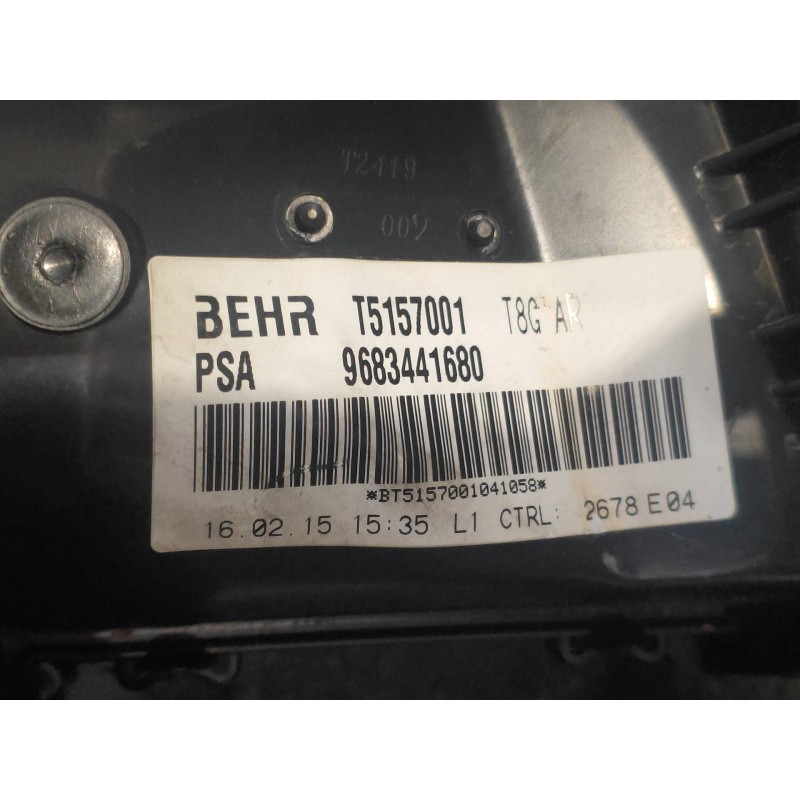 T2419
009
BEHR T5157001 T8G AR
PSA 9683441680
*BT5157001041058*
16.02.15 15:35 L1 CTRL: 2678 E04